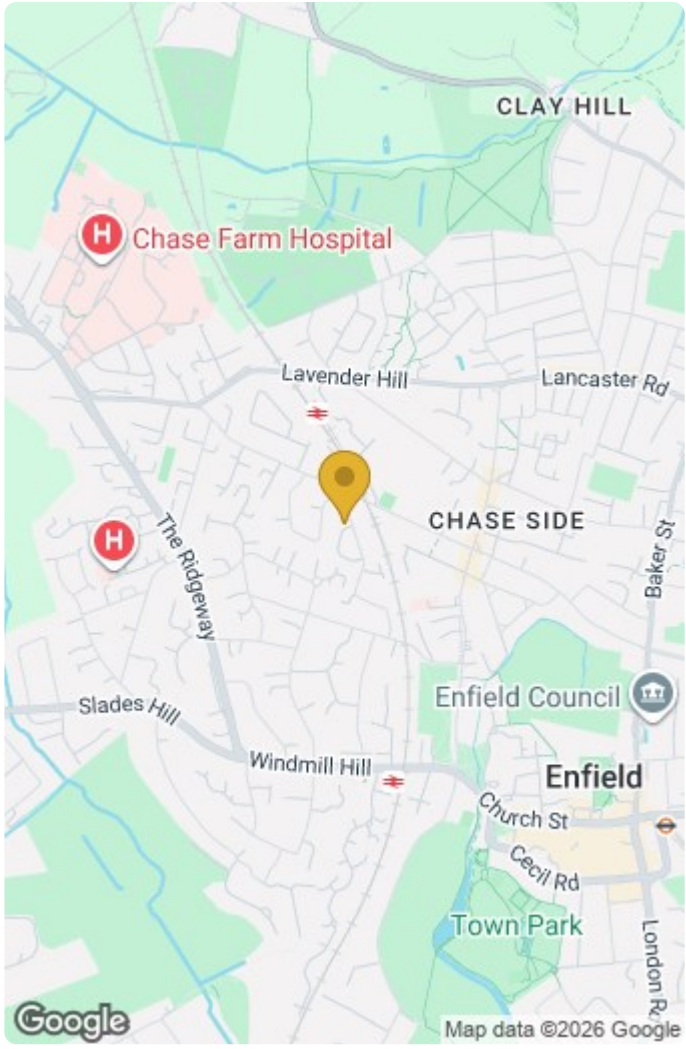 CLAY HILL
H
Chase Farm Hospital
Lavender Hill
Lancaster Rd
CHASE SIDE
H
The Ridgeway
Baker St
Enfield Council
Slades Hill
Windmill Hill
Enfield
Church St
Cecil Rd
Town Park
London Rd
Google
Map data ©2026 Google